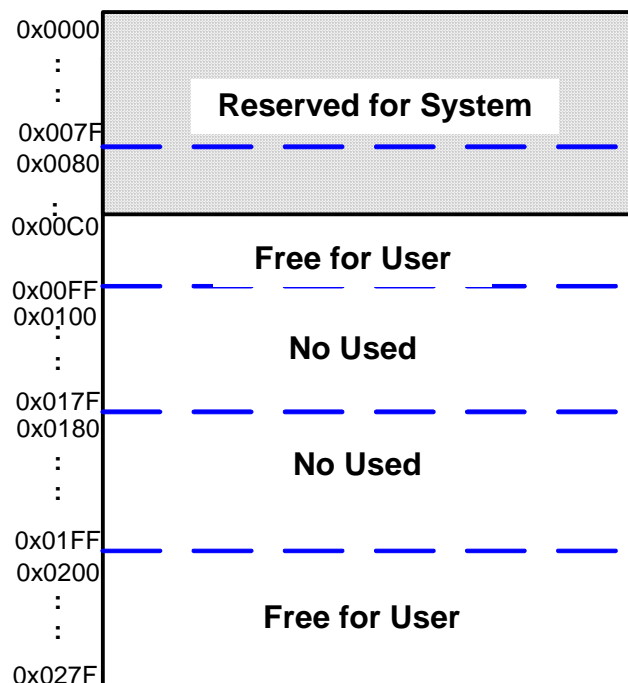 0x0000
:
:
Reserved for System
0x007F
0x0080
:
0x00C0
Free for User
0x00FF
0x0100
:
:
No Used
0x017F
0x0180
:
:
No Used
0x01FF
0x0200
:
:
Free for User
0x027F